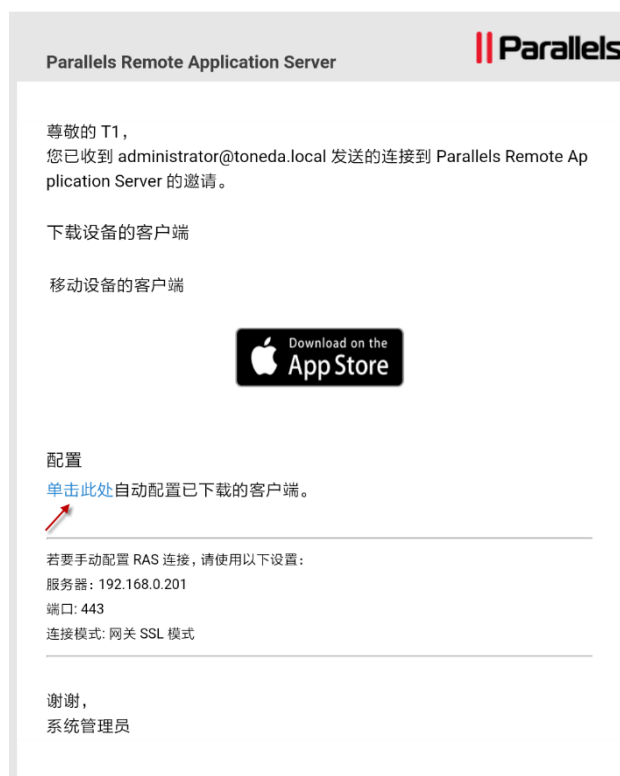 Parallels Remote Application Server
Parallels
尊敬的 T1，
您已收到 administrator@toneda.local 发送的连接到 Parallels Remote Ap
plication Server 的邀请。
下载设备的客户端
移动设备的客户端
Download on the
App Store
配置
单击此处自动配置已下载的客户端。
若要手动配置 RAS 连接，请使用以下设置：
服务器：192.168.0.201
端口: 443
连接模式: 网关 SSL 模式
谢谢，
系统管理员